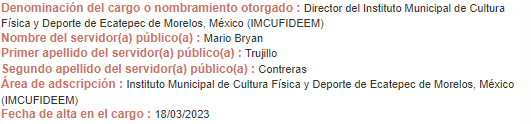 Denominación del cargo o nombramiento otorgado : Director del Instituto Municipal de Cultura
Física y Deporte de Ecatepec de Morelos, México (IMCUFIDEEM)
Nombre del servidor(a) público(a) : Mario Bryan
Primer apellido del servidor(a) público(a) : Trujillo
Segundo apellido del servidor(a) público(a) : Contreras
Área de adscripción : Instituto Municipal de Cultura Física y Deporte de Ecatepec de Morelos, México
(IMCUFIDEEM)
Fecha de alta en el cargo : 18/03/2023